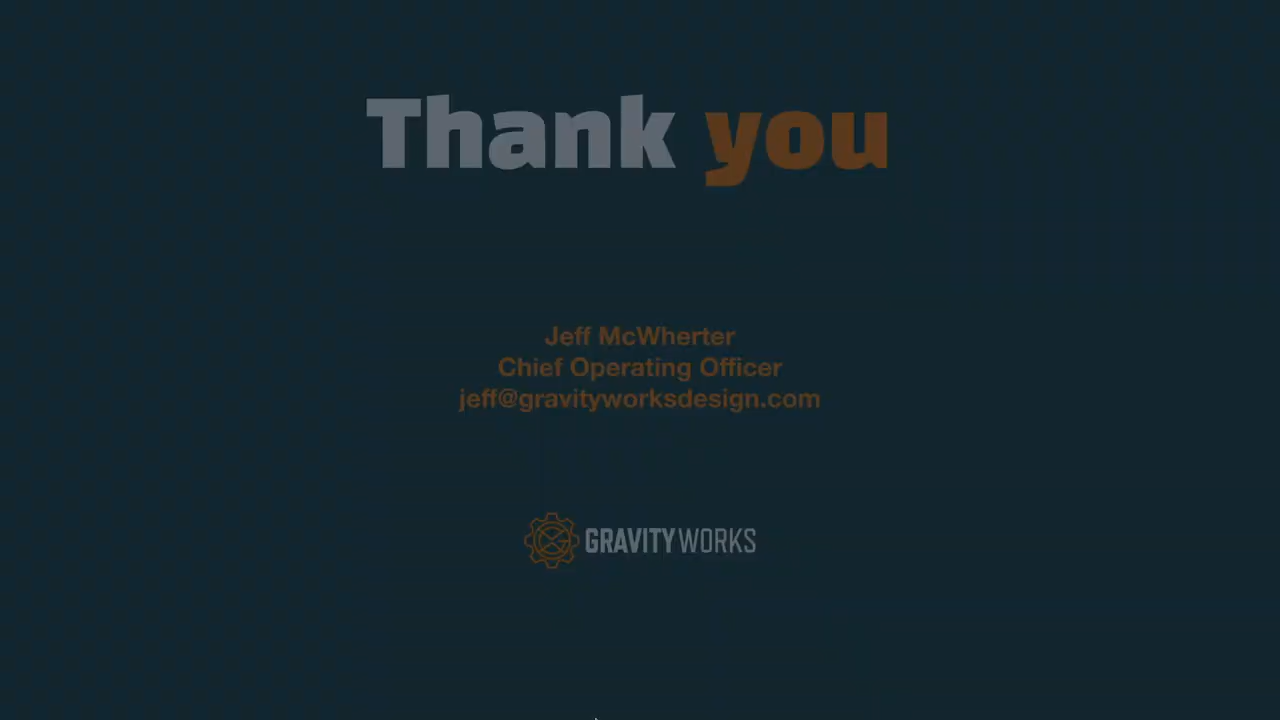 Thank you
Jeff McWherter
Chief Operating Officer
jeff@gravityworksdesign.com
GRAVITYWORKS